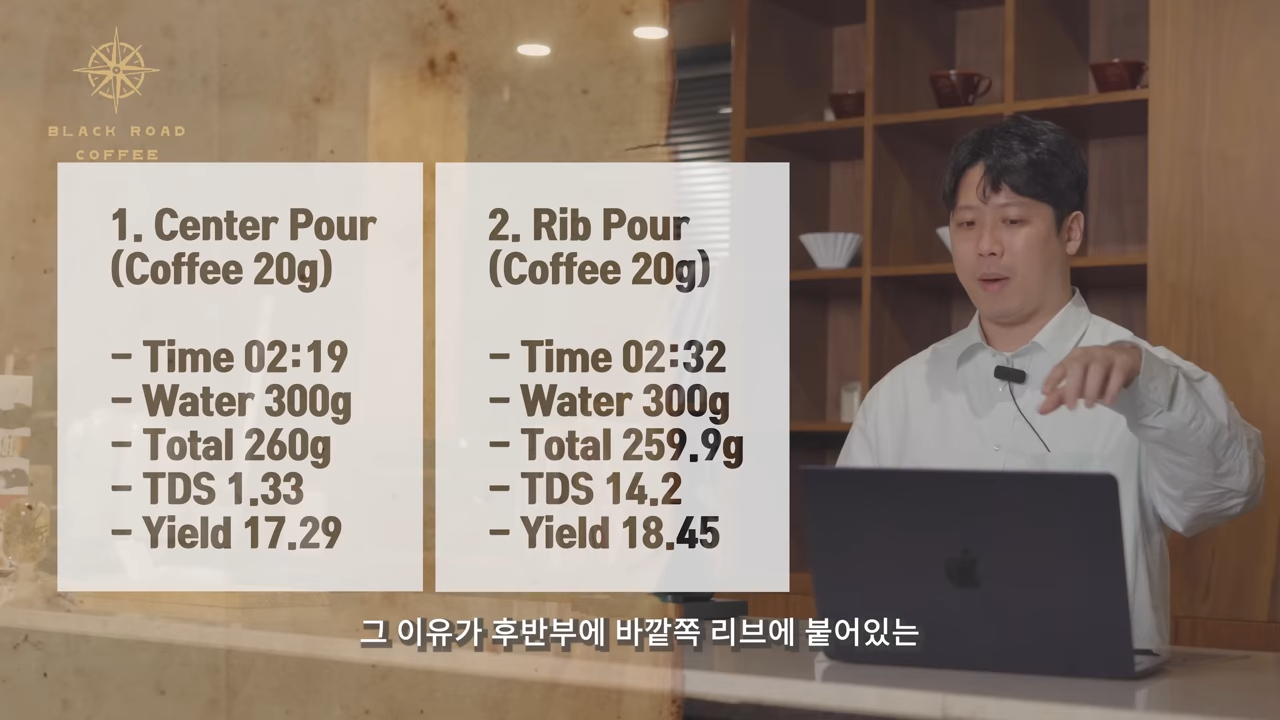 BLACK ROAD
COFFEE
1. Center Pour
(Coffee 20g)
- Time 02:19
- Water 300g
- Total 260g
- TDS 1.33
- Yield 17.29
2. Rib Pour
(Coffee 20g)
- Time 02:32
- Water 300g
- Total 259.9g
- TDS 14.2
- Yield 18.45
그 이유가 후반부에 바깥쪽 리브에 붙어있는